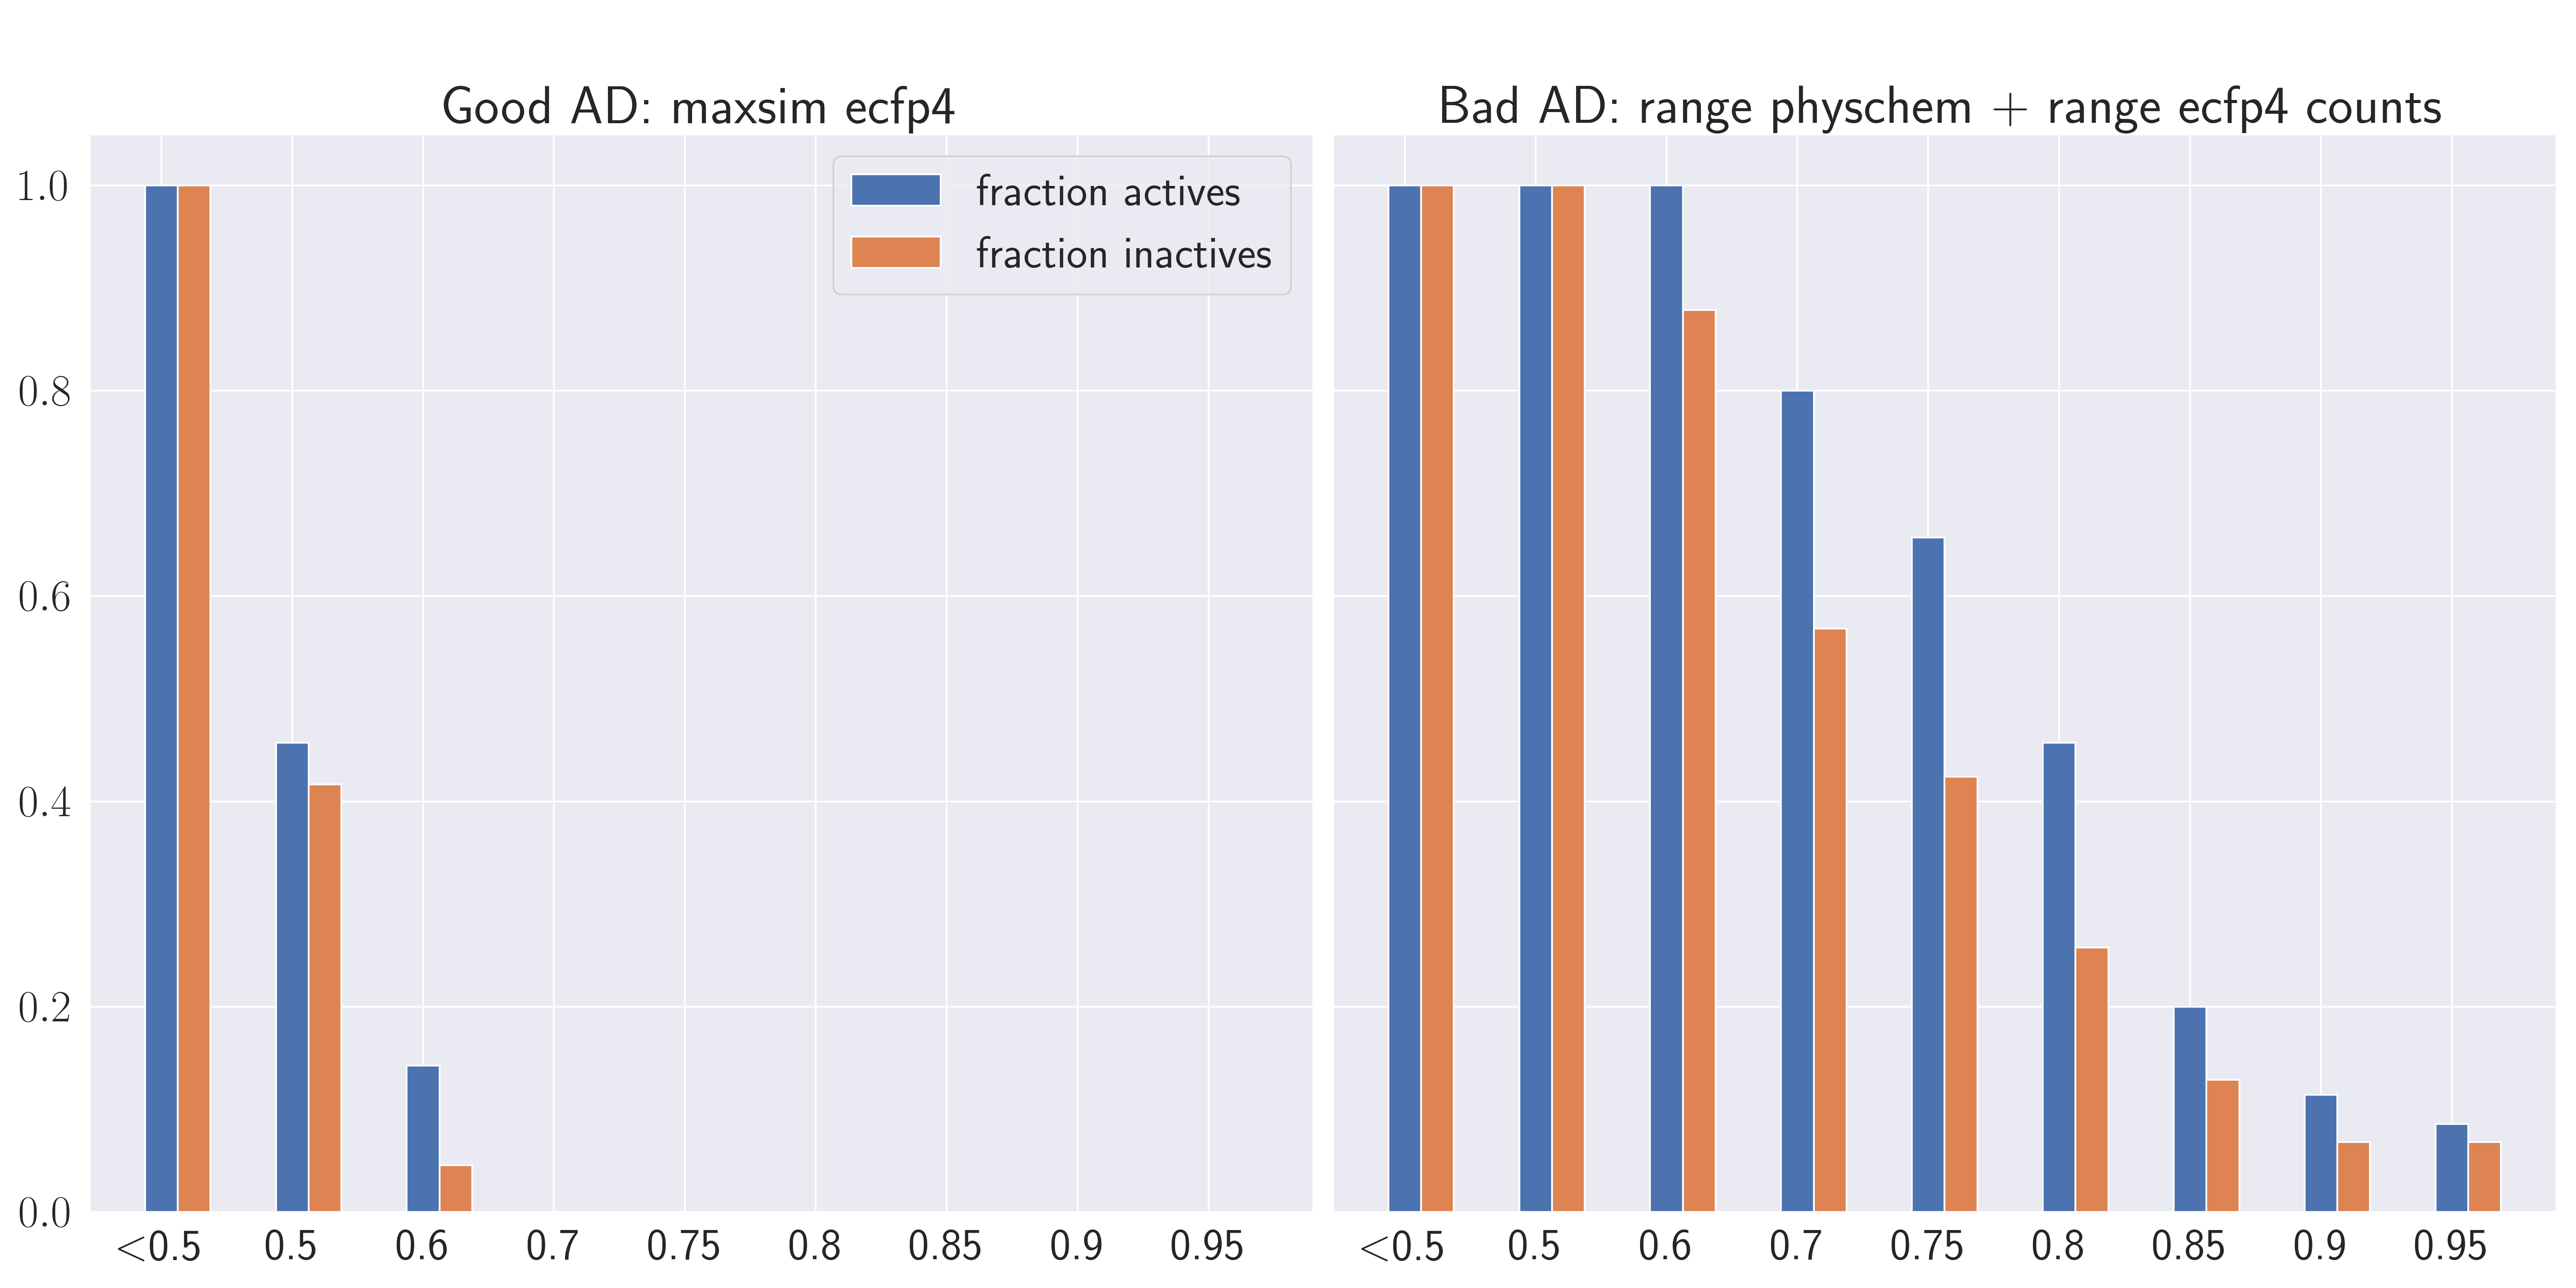 Good AD: maxsim ecfp4
Bad AD: range physchem + range ecfp4 counts
fraction actives
fraction inactives
1.0
0.8
0.6
0.4
0.2
0.0
<0.5 0.5 0.6 0.7 0.75 0.8 0.85 0.9 0.95
<0.5 0.5 0.6 0.7 0.75 0.8 0.85 0.9 0.95